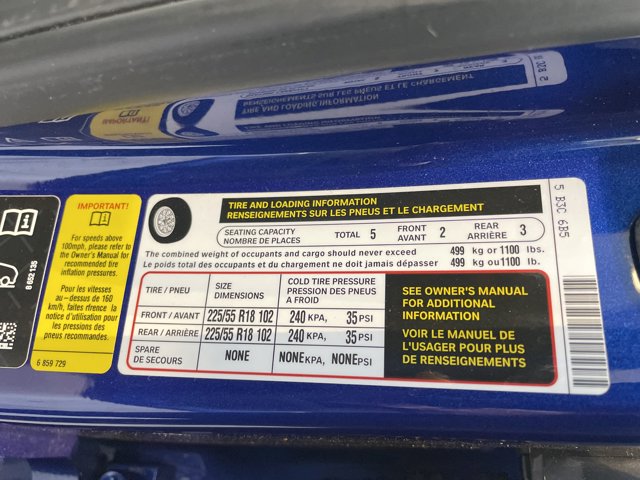 TIRE AND LOADING INFORMATION
RENSEIGNEMENTS SUR LES PNEUS ET LE CHARGEMENT
SEATING CAPACITY
NOMBRE DE PLACES
TOTAL 5
FRONT
AVANT 2
REAR
ARRIÈRE 3
The combined weight of occupants and cargo should never exceed 499 kg or 1100 lbs.
Le poids total des occupants et du chargement ne doit jamais dépasser 499 kg ou 1100 lb.
TIRE / PNEU
SIZE
DIMENSIONS
COLD TIRE PRESSURE
PRESSION DES PNEUS
A FROID
FRONT / AVANT 225/55 R18 102 240 KPA, 35 PSI
REAR / ARRIÈRE 225/55 R18 102 240 KPA, 35 PSI
SPARE
DE SECOURS
NONE NONE KPA, NONE PSI
SEE OWNER'S MANUAL
FOR ADDITIONAL
INFORMATION
VOIR LE MANUEL DE
L'USAGER POUR PLUS
DE RENSEIGNEMENTS
5 B3C 6B5
IMPORTANT!
For speeds above
100mph, please refer to
the Owner's Manual for
recommended tire
inflation pressures.
Pour les vitesses
au-dessus de 160
km/h, faites rfrence la
notice d'utilisation pour
les pressions des
pneus recommandes.
6 859 729
8 652 135